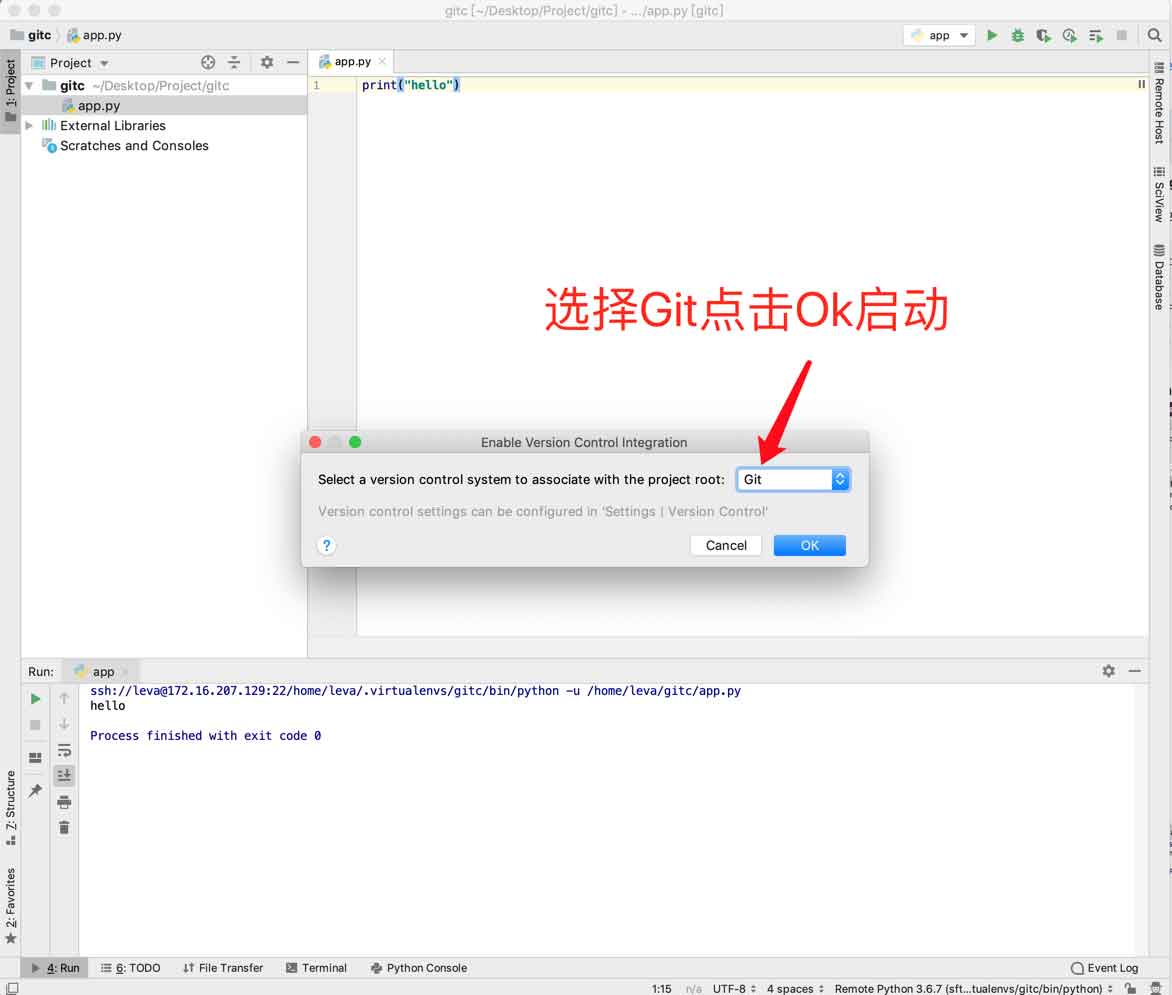 gitc [~/Desktop/Project/gitc] - .../app.py [gitc]
gitc app.py
app
Project
app.py
1: Project
gitc ~/Desktop/Project/gitc
app.py
External Libraries
Scratches and Consoles
1 print("hello")
Remote Host
SciView
Database
选择Git点击Ok启动
Enable Version Control Integration
Select a version control system to associate with the project root: Git
Version control settings can be configured in 'Settings | Version Control'
? Cancel OK
Run: app
ssh://leva@172.16.207.129:22/home/leva/.virtualenvs/gitc/bin/python -u /home/leva/gitc/app.py
hello
Process finished with exit code 0
Z: Structure
2: Favorites
4: Run 6: TODO File Transfer Terminal Python Console Event Log
1:15 n/a UTF-8 4 spaces Remote Python 3.6.7 (sft...tualenvs/gitc/bin/python)